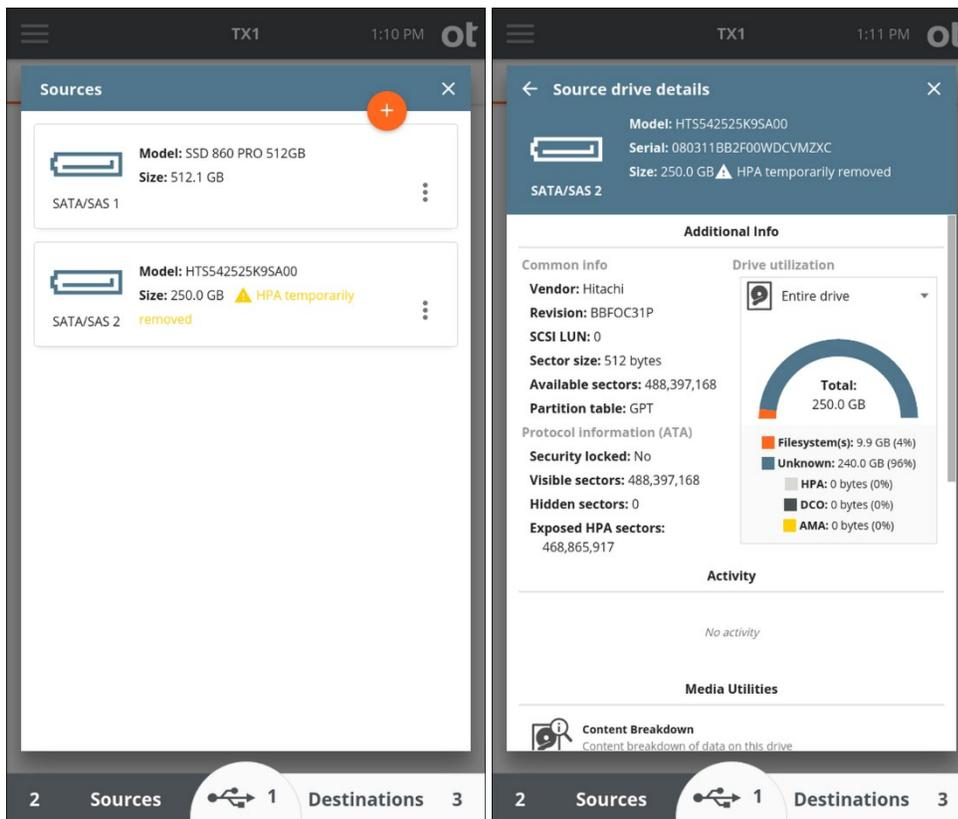 TX1
1:10 PM
ot
Sources
Model: SSD 860 PRO 512GB
Size: 512.1 GB
SATA/SAS 1
Model: HTS542525K9SA00
Size: 250.0 GB HPA temporarily
removed
SATA/SAS 2
2 Sources 1 Destinations 3
TX1
1:11 PM
ot
Source drive details
Model: HTS542525K9SA00
Serial: 080311BB2F00WDCVMZXC
Size: 250.0 GB HPA temporarily removed
SATA/SAS 2
Additional Info
Common info
Vendor: Hitachi
Revision: BBFOC31P
SCSI LUN: 0
Sector size: 512 bytes
Available sectors: 488,397,168
Partition table: GPT
Protocol information (ATA)
Security locked: No
Visible sectors: 488,397,168
Hidden sectors: 0
Exposed HPA sectors:
468,865,917
Drive utilization
Entire drive
Total:
250.0 GB
Filesystem(s): 9.9 GB (4%)
Unknown: 240.0 GB (96%)
HPA: 0 bytes (0%)
DCO: 0 bytes (0%)
AMA: 0 bytes (0%)
Activity
No activity
Media Utilities
Content Breakdown
Content breakdown of data on this drive
2 Sources 1 Destinations 3